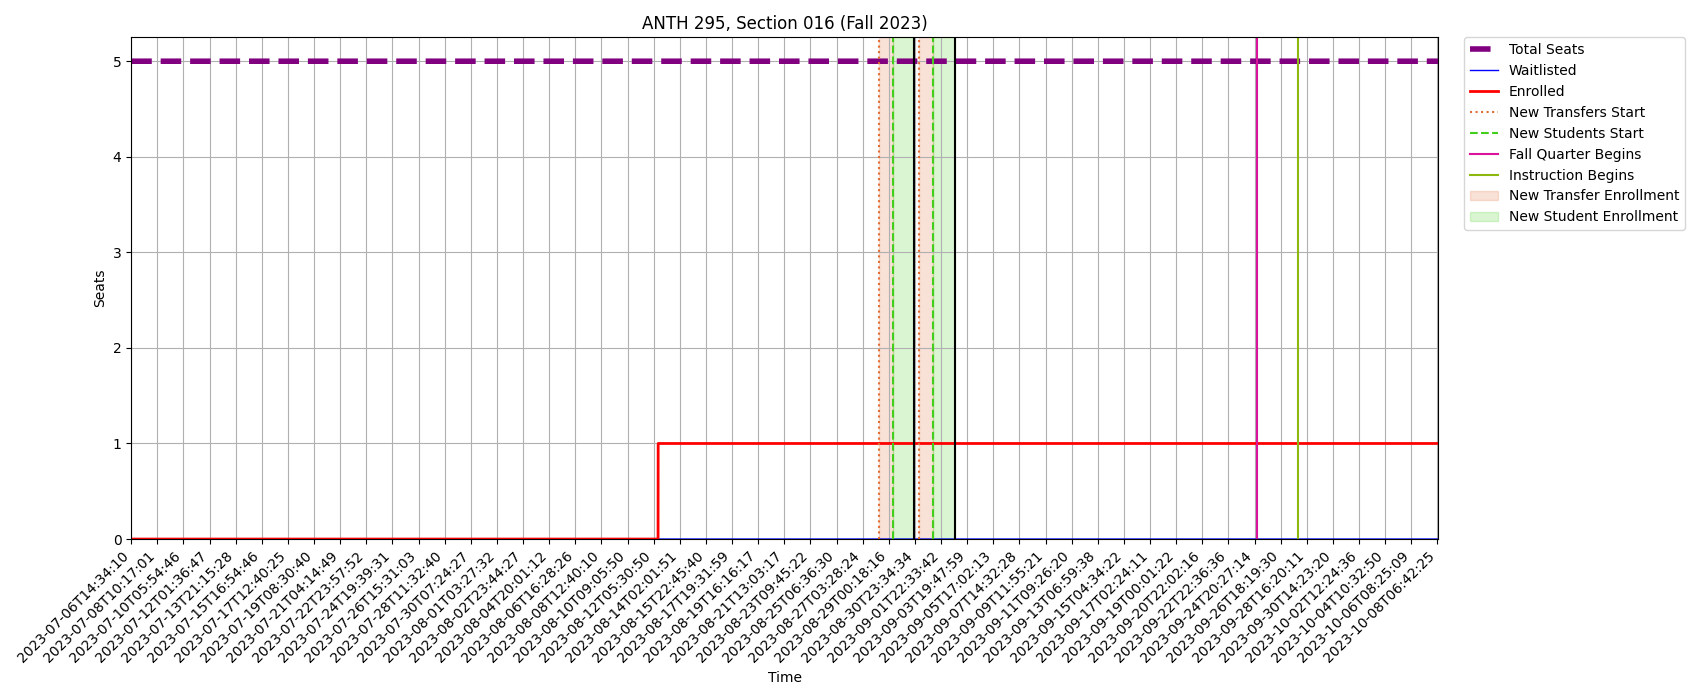 ANTH 295, Section 016 (Fall 2023)
Seats
5
4
3
2
1
0
2023-07-06T14:34:10
2023-07-08T10:17:01
2023-07-10T05:54:46
2023-07-12T01:36:47
2023-07-13T21:15:28
2023-07-15T16:54:46
2023-07-17T12:40:25
2023-07-19T08:30:40
2023-07-21T04:14:49
2023-07-22T23:57:52
2023-07-24T19:39:31
2023-07-26T15:31:03
2023-07-28T11:32:40
2023-07-30T07:24:27
2023-08-01T03:27:32
2023-08-02T23:44:27
2023-08-04T20:01:12
2023-08-06T16:28:26
2023-08-08T12:40:10
2023-08-10T09:05:50
2023-08-12T05:30:50
2023-08-14T02:01:51
2023-08-15T22:45:40
2023-08-17T19:31:59
2023-08-19T16:16:17
2023-08-21T13:03:17
2023-08-23T09:45:22
2023-08-25T06:36:30
2023-08-27T03:28:24
2023-08-29T00:18:16
2023-08-30T23:34:34
2023-09-01T22:33:42
2023-09-03T19:47:59
2023-09-05T17:02:13
2023-09-07T14:32:28
2023-09-09T11:55:21
2023-09-11T09:26:20
2023-09-13T06:59:38
2023-09-15T04:34:22
2023-09-17T02:24:11
2023-09-19T00:01:22
2023-09-20T22:02:16
2023-09-22T22:36:36
2023-09-24T20:27:14
2023-09-26T18:19:30
2023-09-28T16:20:11
2023-09-30T14:23:20
2023-10-02T12:24:36
2023-10-04T10:32:50
2023-10-06T08:25:09
2023-10-08T06:42:25
Time
Total Seats
Waitlisted
Enrolled
New Transfers Start
New Students Start
Fall Quarter Begins
Instruction Begins
New Transfer Enrollment
New Student Enrollment